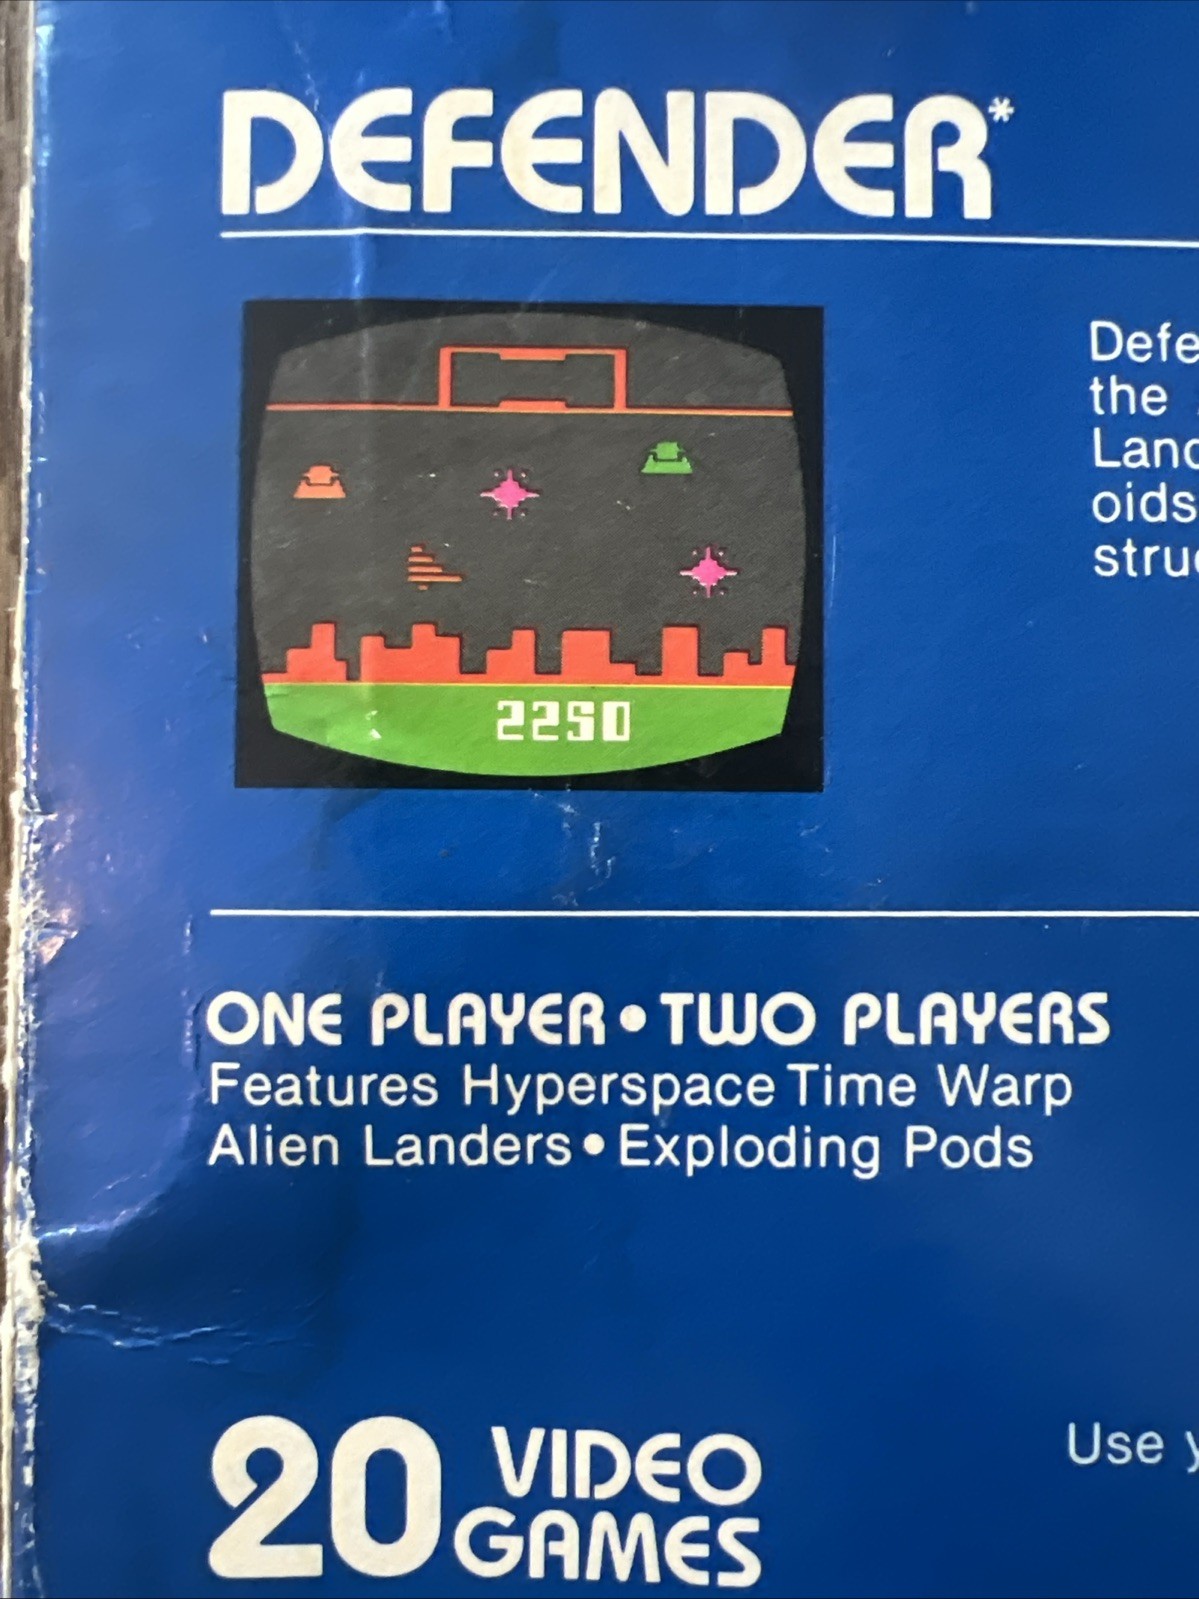 DEFENDER*
2250
Defe
the
Land
oids
stru
ONE PLAYER • TWO PLAYERS
Features Hyperspace Time Warp
Alien Landers • Exploding Pods
20 VIDEO
GAMES
Use y